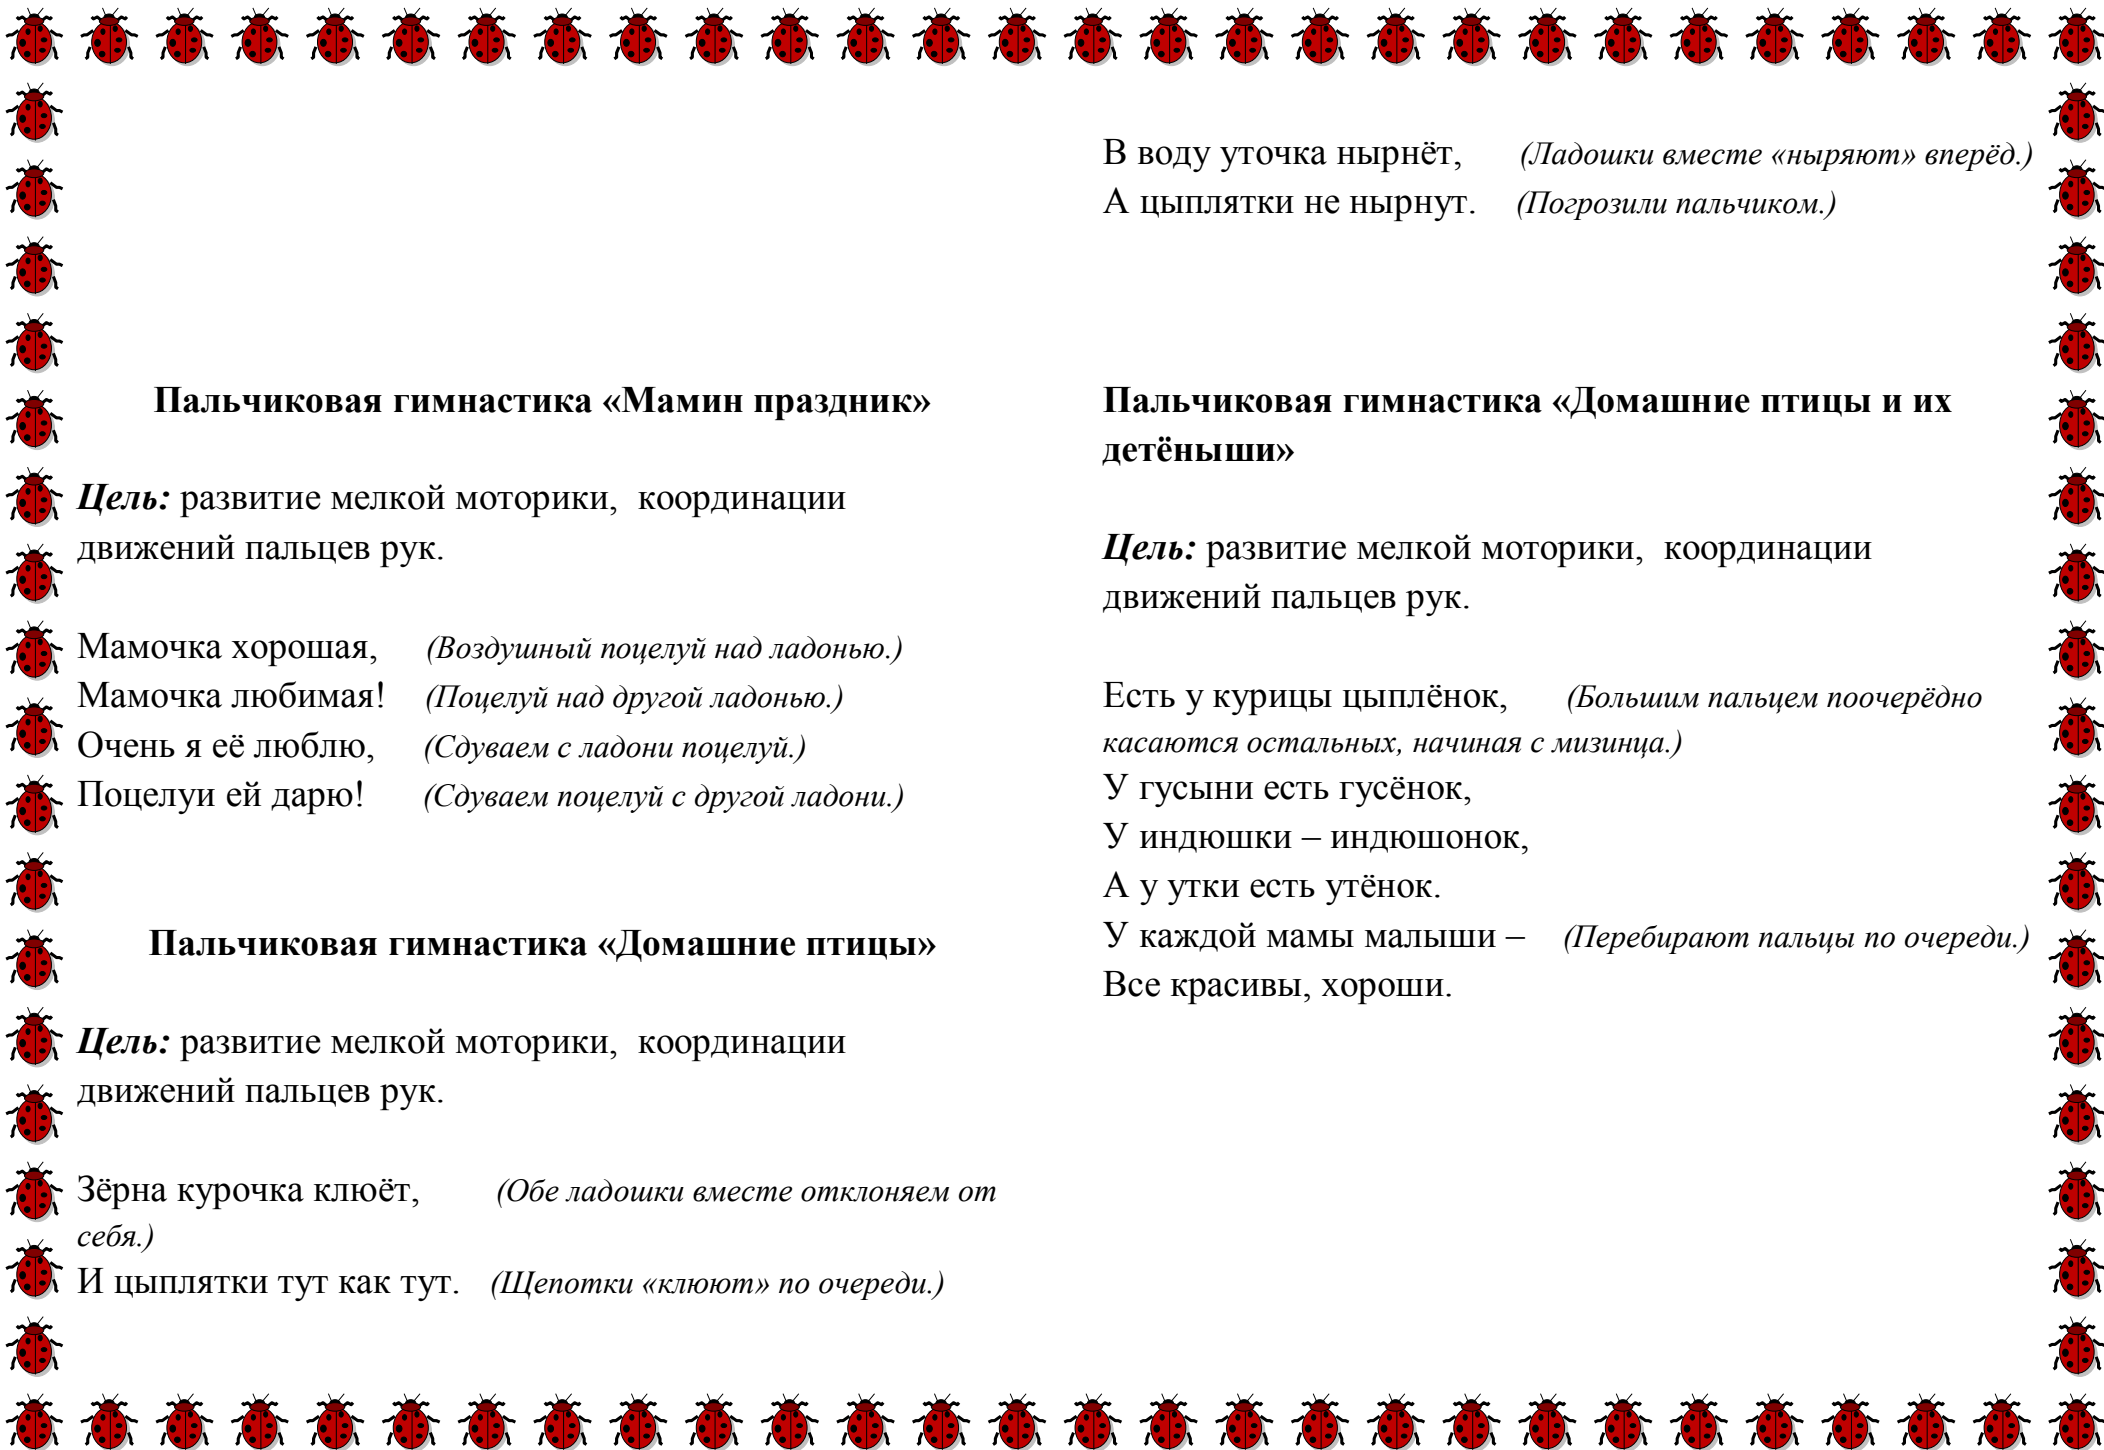 Пальчиковая гимнастика «Мамин праздник»
Цель: развитие мелкой моторики, координации
движений пальцев рук.
Мамочка хорошая, (Воздушный поцелуй над ладонью.)
Мамочка любимая! (Поцелуй над другой ладонью.)
Очень я её люблю, (Сдуваем с ладони поцелуй.)
Поцелуи ей дарю! (Сдуваем поцелуй с другой ладони.)
Пальчиковая гимнастика «Домашние птицы»
Цель: развитие мелкой моторики, координации
движений пальцев рук.
Зёрна курочка клюёт, (Обе ладошки вместе отклоняем от
себя.)
И цыплятки тут как тут. (Щепотки «клюют» по очереди.)
В воду уточка нырнёт, (Ладошки вместе «ныряют» вперёд.)
А цыплятки не нырнут. (Погрозили пальчиком.)
Пальчиковая гимнастика «Домашние птицы и их
детёныши»
Цель: развитие мелкой моторики, координации
движений пальцев рук.
Есть у курицы цыплёнок, (Большим пальцем поочерёдно
касаются остальных, начиная с мизинца.)
У гусыни есть гусёнок,
У индюшки – индюшонок,
А у утки есть утёнок.
У каждой мамы малыши – (Перебирают пальцы по очереди.)
Все красивы, хороши.